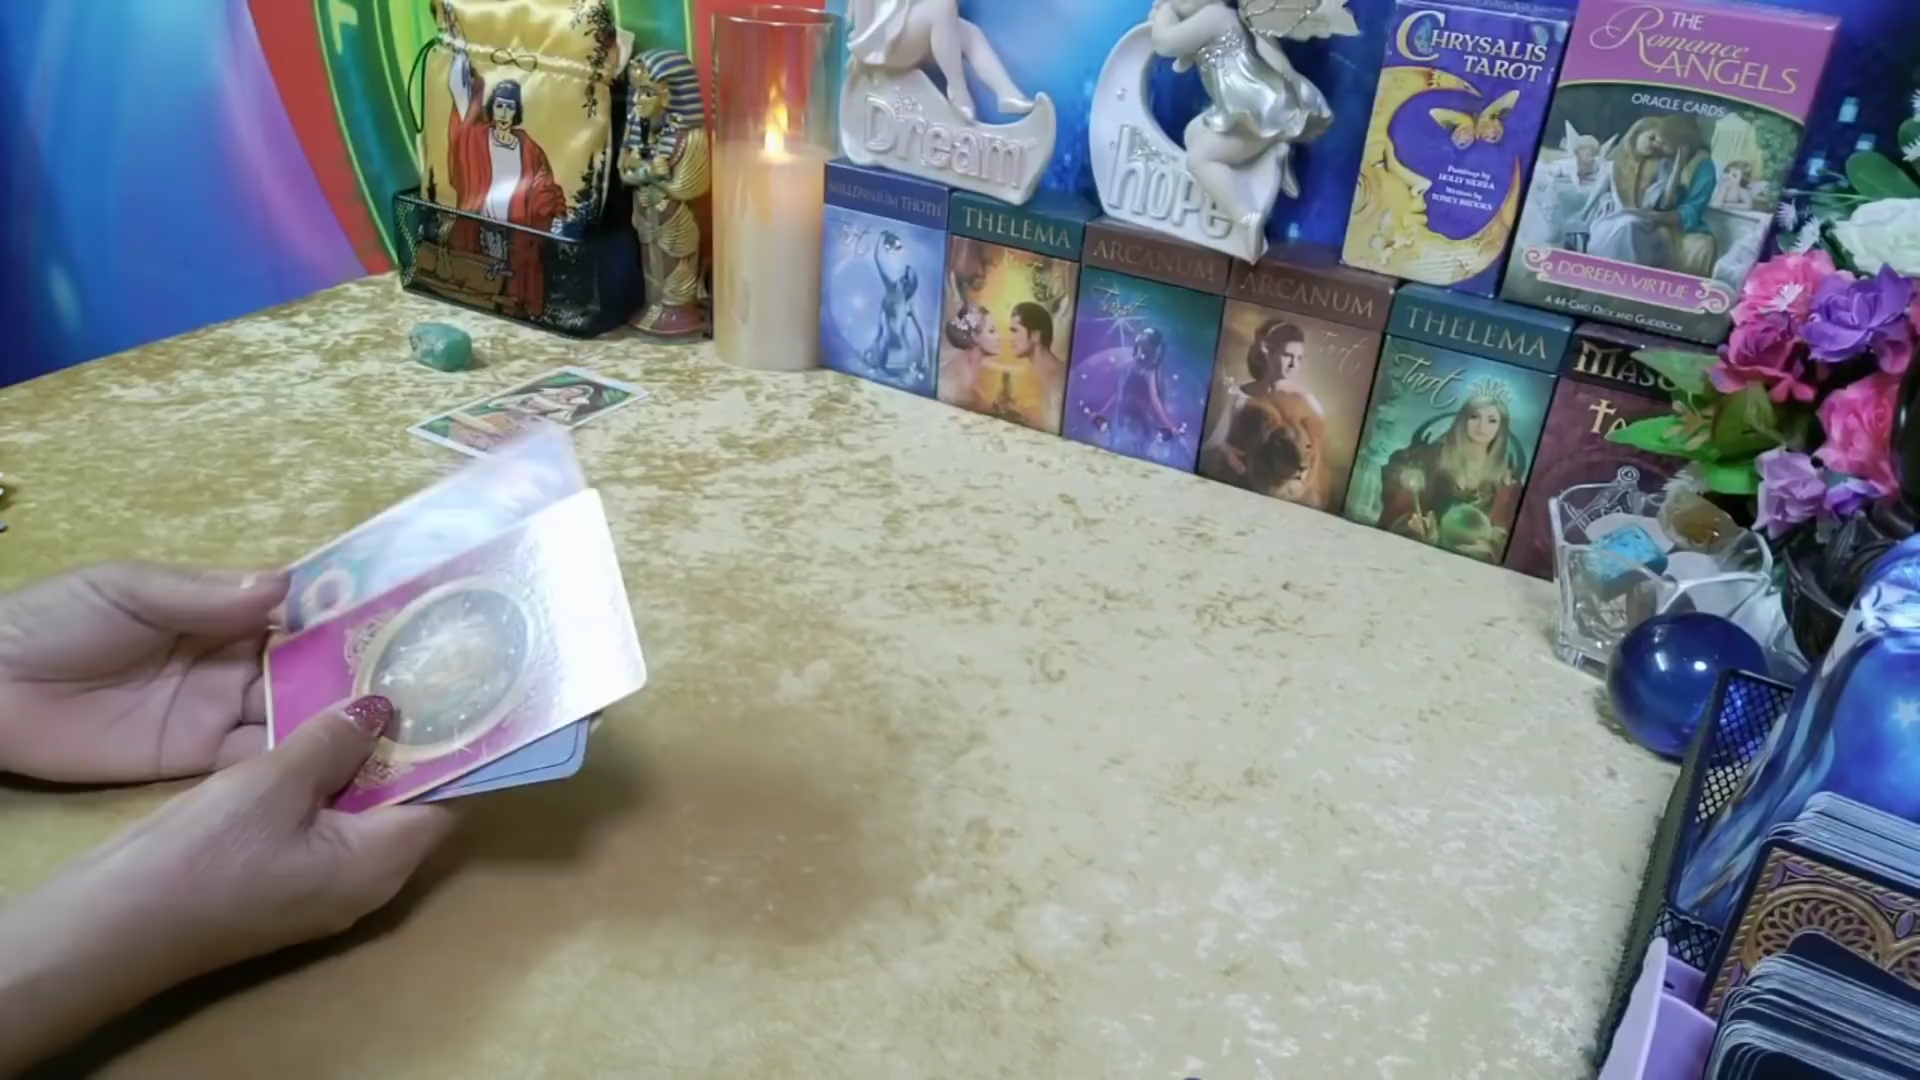 Dream
hope
CHRYSALIS
TAROT
Paintings by
HOLLY SIERRA
Written by
TONEY BROOKS
THE
Romance
ANGELS
ORACLE CARDS
DOREEN VIRTUE
A 44-CARD DECK AND GUIDEBOOK
MILLENNIUM THOTH
THELEMA
ARCANUM
Tarot
ARCANUM
Tarot
THELEMA
Tarot